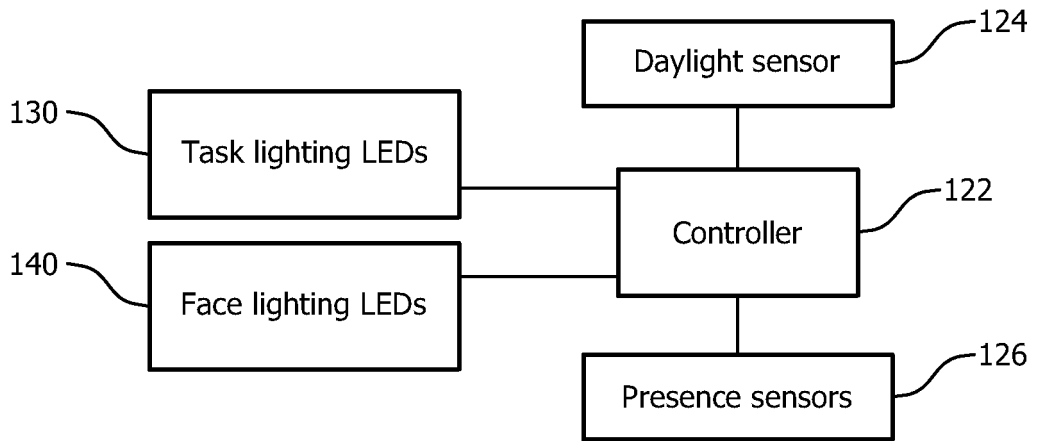 124
Daylight sensor
130
Task lighting LEDs
122
Controller
140
Face lighting LEDs
126
Presence sensors